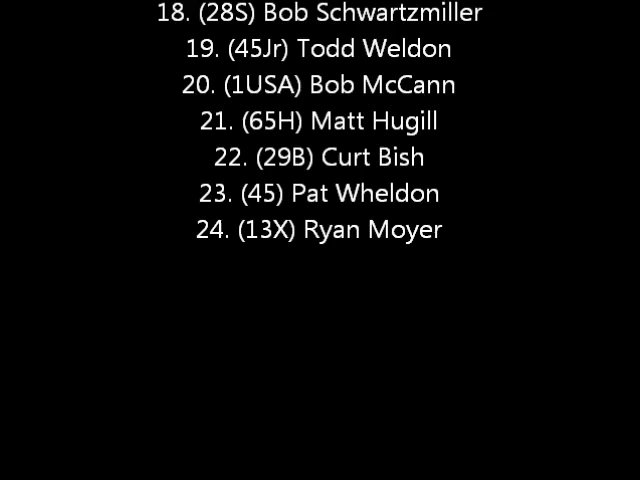 18. (28S) Bob Schwartzmiller
19. (45Jr) Todd Weldon
20. (1USA) Bob McCann
21. (65H) Matt Hugill
22. (29B) Curt Bish
23. (45) Pat Wheldon
24. (13X) Ryan Moyer